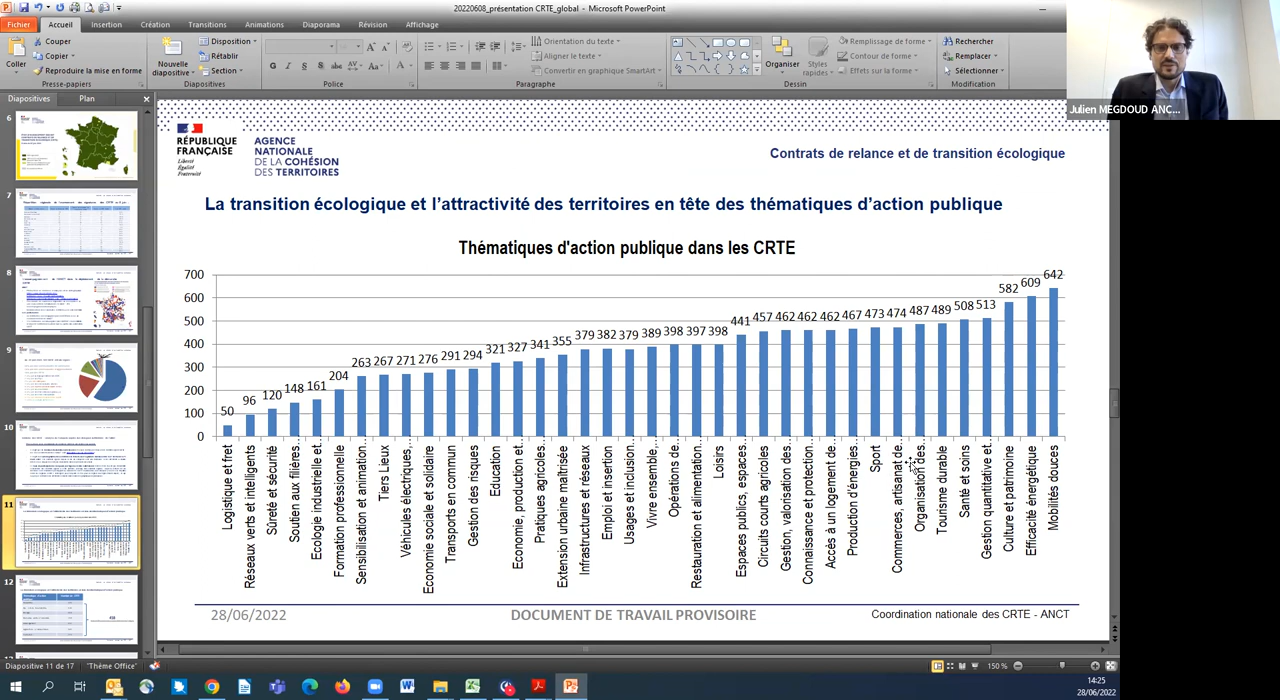 20220608_présentation CRTE_global - Microsoft PowerPoint
Fichier Accueil Insertion Création Transitions Animations Diaporama Révision Affichage
Coller
Couper
Copier
Reproduire la mise en forme
Presse-papiers
Nouvelle diapositive
Disposition
Rétablir
Section
Diapositives
Police
Orientation du texte
Aligner le texte
Convertir en graphique SmartArt
Paragraphe
Organiser
Styles rapides
Remplissage de forme
Contour de forme
Effets sur la forme
Dessin
Rechercher
Remplacer
Sélectionner
Modification
Julien MEGDOUD ANC...
Diapositives Plan
6
7
8
9
10
11
12
RÉPUBLIQUE
FRANÇAISE
Liberté
Égalité
Fraternité
AGENCE
NATIONALE
DE LA COHÉSION
DES TERRITOIRES
Contrats de relance et de transition écologique
La transition écologique et l'attractivité des territoires en tête des thématiques d'action publique
Thématiques d'action publique dans les CRTE
700
600
500
400
300
200
100
0
50 96 120 148 161 204 263 267 271 276 291 294 321 327 341 355 379 382 379 389 398 397 398 441 457 462 462 462 467 473 474 487 489 508 513 582 609 642
Logistique et fret
Réseaux verts et intelligents
Sûreté et sécurité
Soutien aux filières...
Ecologie industrielle et...
Formation professionnelle
Sensibilisation et animation
Tiers Lieux
Véhicules électriques,...
Economie sociale et solidaire
Transports en commun
Gestion des risques
Education
Economie, production et...
Pratiques agricoles,...
Extension urbaine maîtrisée
Infrastructures et réseaux
Emploi et insertion
Usages et inclusion...
Vivre ensemble,...
Opérations de...
Restauration et alimentation
Loisirs
Espaces publics, espaces...
Circuits courts agricoles
Gestion, valorisation des...
Connaissance et protection...
Accès à un logement de...
Production d'énergies...
Sport
Commerces, artisanat de...
Organisation des...
Tourisme durable
Santé et soins
Gestion quantitative et...
Culture et patrimoine
Efficacité énergétique
Mobilités douces
28/06/2022
DOCUMENT DE TRAVAIL PROVISOIRE
Coordination nationale des CRTE - ANCT
Diapositive 11 de 17 "Thème Office" 150 %
14:25
28/06/2022